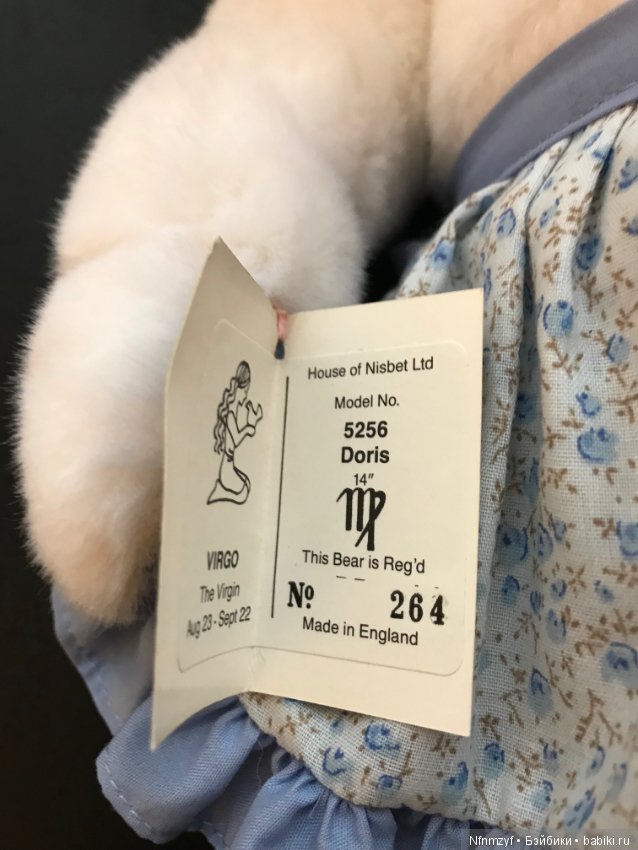 VIRGO
The Virgin
Aug 23 - Sept 22
House of Nisbet Ltd
Model No.
5256
Doris
14"
♍
This Bear is Reg'd
No 264
Made in England
Nfnmzyf • Бэйбики • babiki.ru